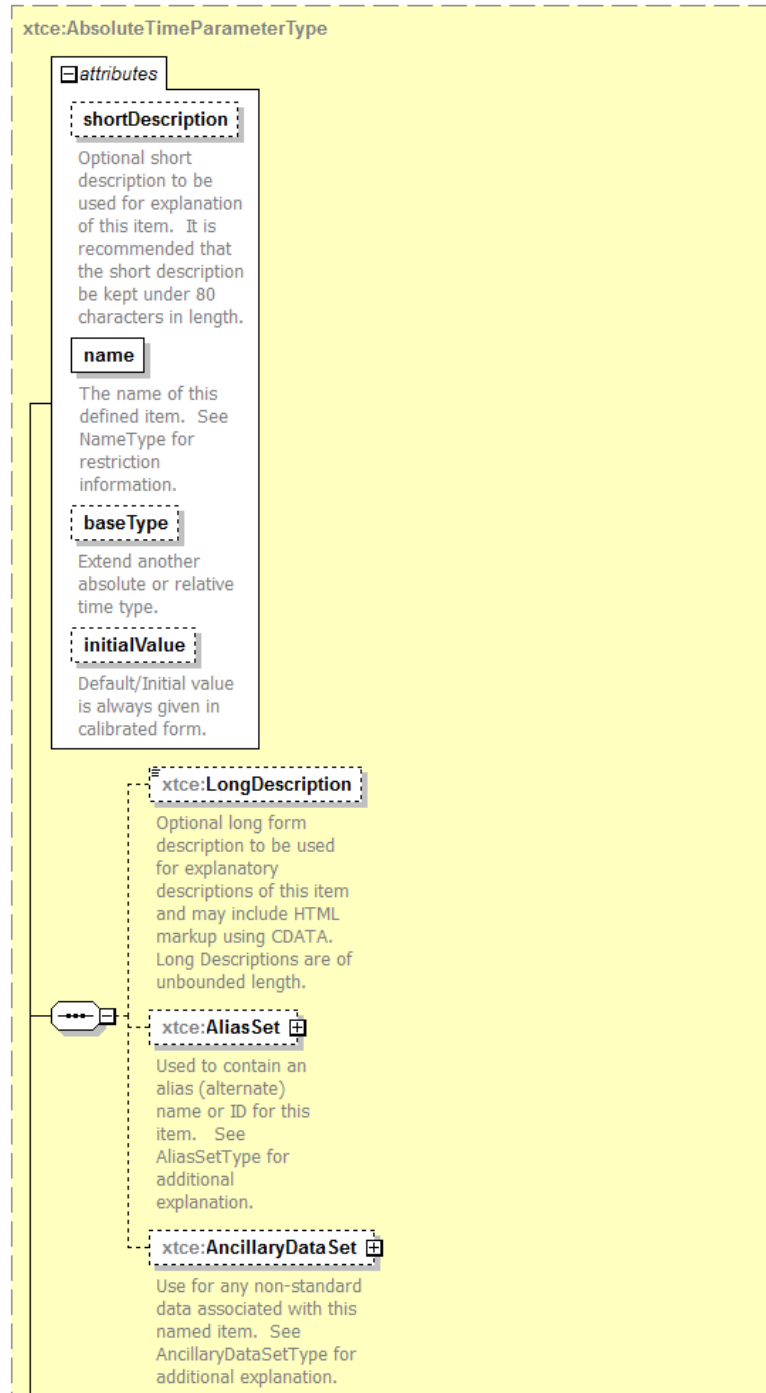 xtce:AbsoluteTimeParameterType
attributes
shortDescription
Optional short
description to be
used for explanation
of this item.  It is
recommended that
the short description
be kept under 80
characters in length.
name
The name of this
defined item.  See
NameType for
restriction
information.
baseType
Extend another
absolute or relative
time type.
initialValue
Default/Initial value
is always given in
calibrated form.
xtce:LongDescription
Optional long form
description to be used
for explanatory
descriptions of this item
and may include HTML
markup using CDATA.
Long Descriptions are of
unbounded length.
xtce:AliasSet
Used to contain an
alias (alternate)
name or ID for this
item.   See
AliasSetType for
additional
explanation.
xtce:AncillaryDataSet
Use for any non-standard
data associated with this
named item.  See
AncillaryDataSetType for
additional explanation.